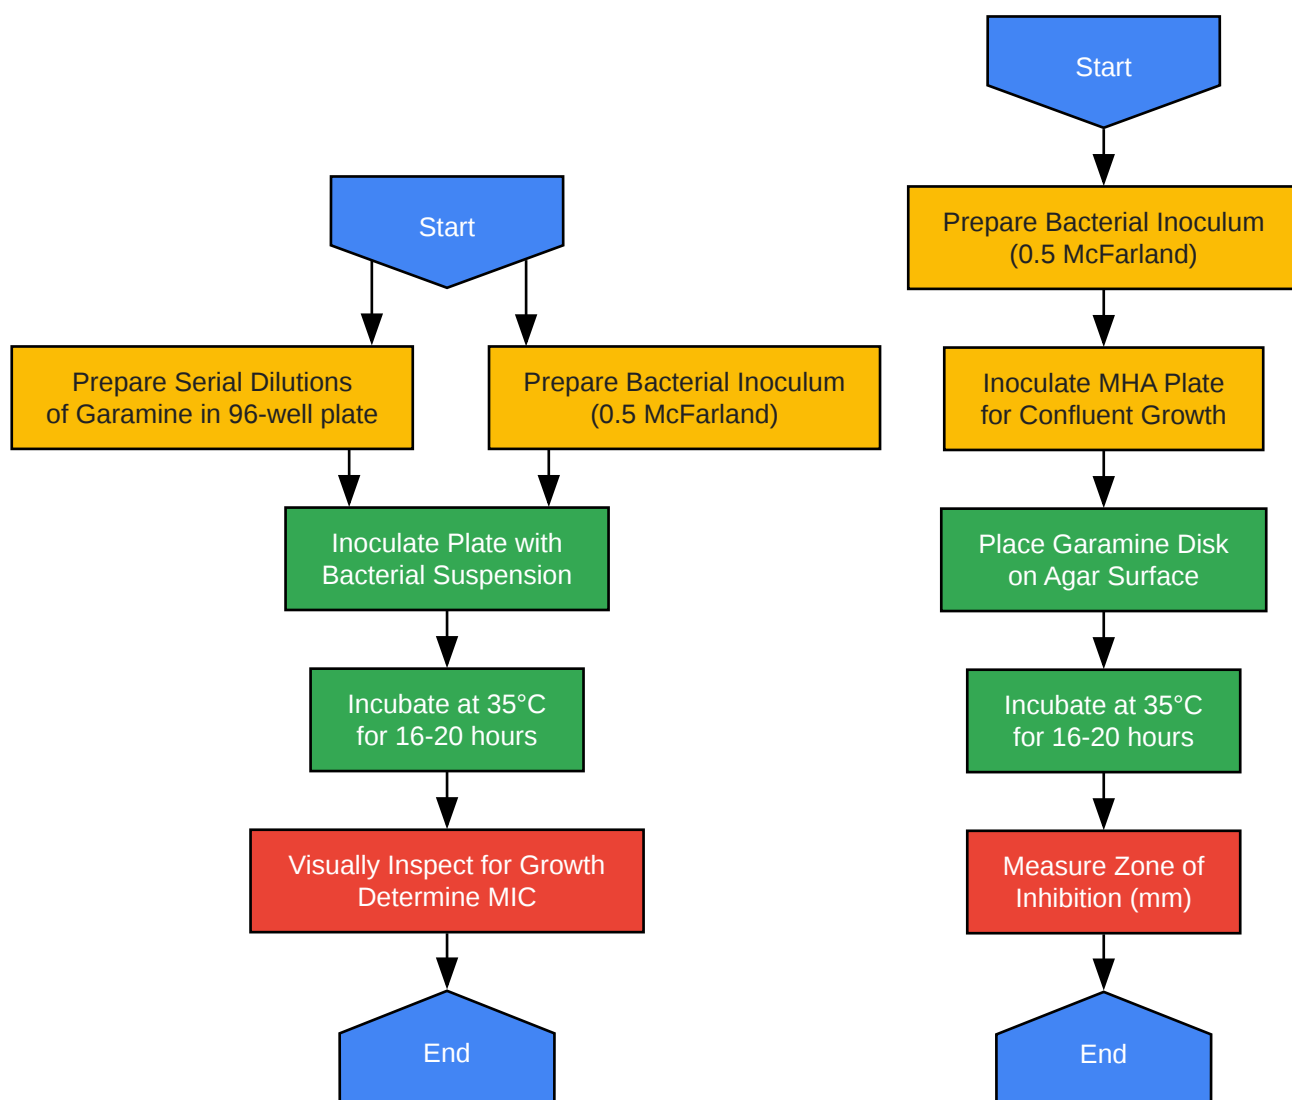 Start
Prepare Serial Dilutions
of Garamine in 96-well plate
Prepare Bacterial Inoculum
(0.5 McFarland)
Inoculate Plate with
Bacterial Suspension
Incubate at 35°C
for 16-20 hours
Visually Inspect for Growth
Determine MIC
End
Start
Prepare Bacterial Inoculum
(0.5 McFarland)
Inoculate MHA Plate
for Confluent Growth
Place Garamine Disk
on Agar Surface
Incubate at 35°C
for 16-20 hours
Measure Zone of
Inhibition (mm)
End